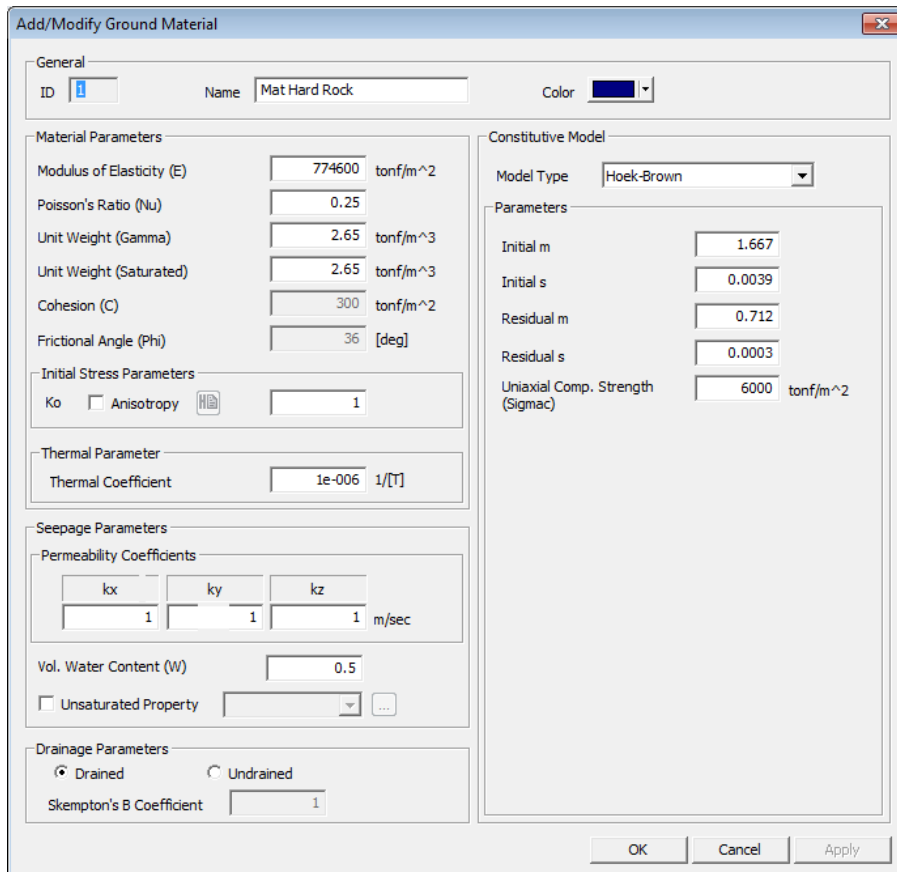 Add/Modify Ground Material
General
ID 1 Name Mat Hard Rock Color
Material Parameters
Modulus of Elasticity (E) 774600 tonf/m^2
Poisson's Ratio (Nu) 0.25
Unit Weight (Gamma) 2.65 tonf/m^3
Unit Weight (Saturated) 2.65 tonf/m^3
Cohesion (C) 300 tonf/m^2
Frictional Angle (Phi) 36 [deg]
Initial Stress Parameters
Ko Anisotropy 1
Thermal Parameter
Thermal Coefficient 1e-006 1/[T]
Seepage Parameters
Permeability Coefficients
kx ky kz
1 1 1 m/sec
Vol. Water Content (W) 0.5
Unsaturated Property ...
Drainage Parameters
Drained Undrained
Skempton's B Coefficient 1
Constitutive Model
Model Type Hoek-Brown
Parameters
Initial m 1.667
Initial s 0.0039
Residual m 0.712
Residual s 0.0003
Uniaxial Comp. Strength
(Sigmac) 6000 tonf/m^2
OK Cancel Apply